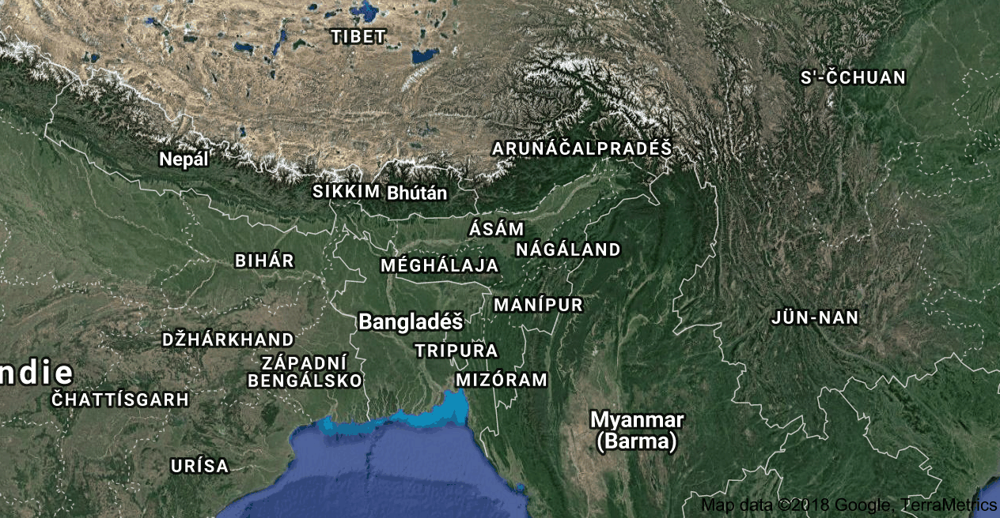 TIBET
S'-ČCHUAN
ARUNÁČALPRADÉŠ
Nepál
SIKKIM
Bhútán
ÁSÁM
NÁGÁLAND
BIHÁR
MÉGHÁLAJA
MANÍPUR
JÜN-NAN
Bangladéš
DŽHÁRKHAND
TRIPURA
ZÁPADNÍ
BENGÁLSKO
ndie
MIZÓRAM
ČHATTÍSGARH
Myanmar
(Barma)
URÍSA
Map data ©2018 Google, TerraMetrics